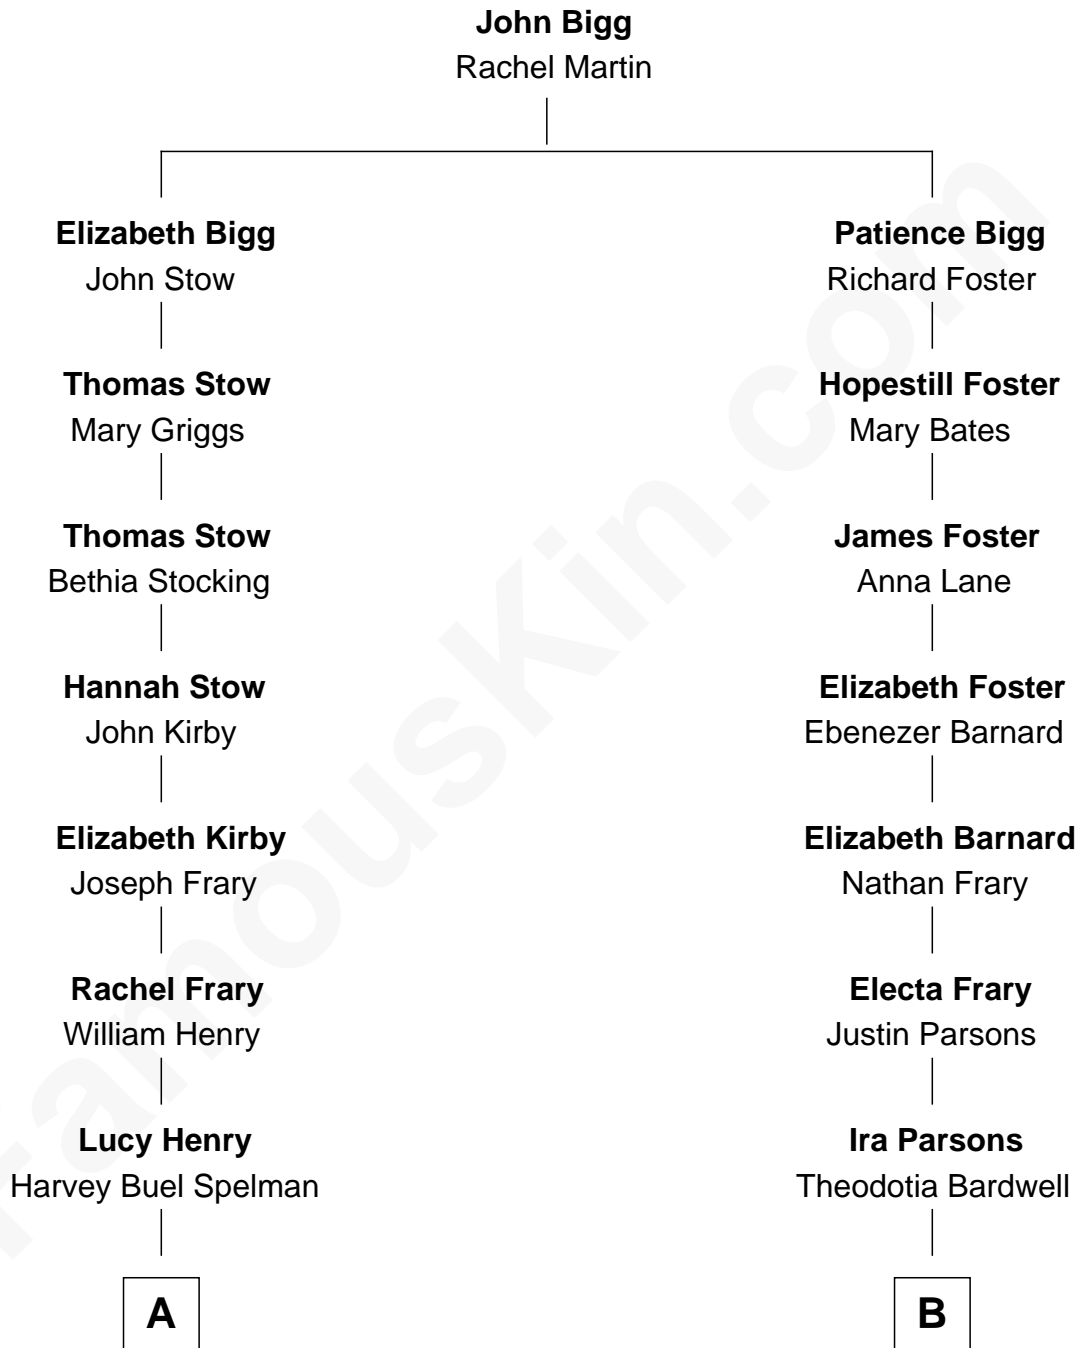 John Bigg
Rachel Martin
Elizabeth Bigg
John Stow
Patience Bigg
Richard Foster
Thomas Stow
Mary Griggs
Hopestill Foster
Mary Bates
Thomas Stow
Bethia Stocking
James Foster
Anna Lane
Hannah Stow
John Kirby
Elizabeth Foster
Ebenezer Barnard
Elizabeth Kirby
Joseph Frary
Elizabeth Barnard
Nathan Frary
Rachel Frary
William Henry
Electa Frary
Justin Parsons
Lucy Henry
Harvey Buel Spelman
Ira Parsons
Theodotia Bardwell
A
B
FamousKin.com